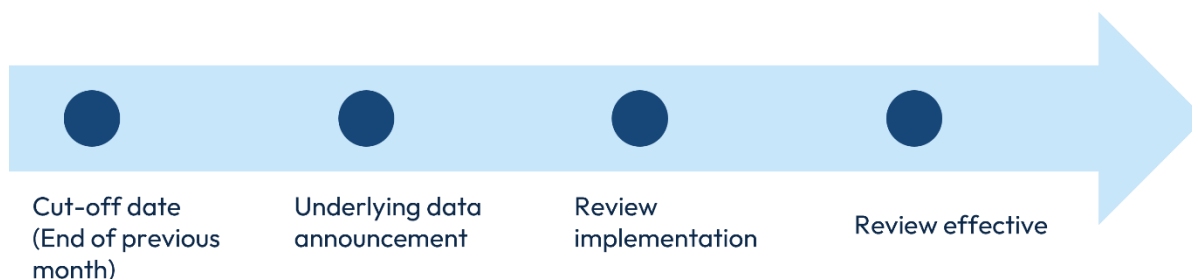 Cut-off date
(End of previous
month)
Underlying data
announcement
Review
implementation
Review effective